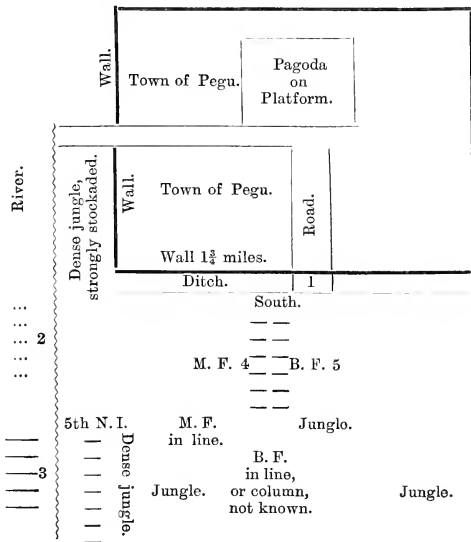 Wall.
Town of Pegu.
Pagoda
on
Platform.
River.
Dense jungle,
strongly stockaded.
Wall.
Town of Pegu.
Road.
Wall 1¾ miles.
Ditch.
1
South.
2
M. F. 4
B. F. 5
5th N. I.
M. F.
in line.
Junglo.
3
Dense jungle.
Jungle.
B. F.
in line,
or column,
not known.
Jungle.